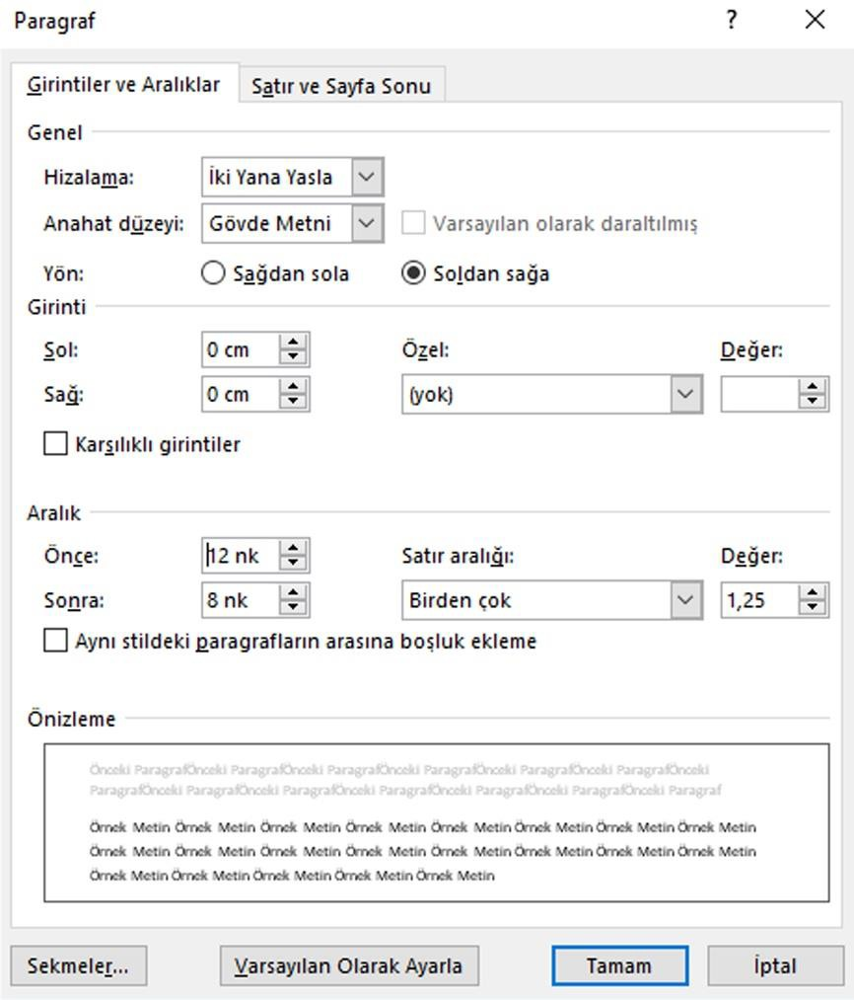 Paragraf ?
Girintiler ve Aralıklar Satır ve Sayfa Sonu
Genel
Hizalama: İki Yana Yasla
Anahat düzeyi: Gövde Metni Varsayılan olarak daraltılmış
Yön: Sağdan sola Soldan sağa
Girinti
Sol: 0 cm Özel: Değer:
Sağ: 0 cm (yok)
Karşılıklı girintiler
Aralık
Önce: 12 nk Satır aralığı: Değer:
Sonra: 8 nk Birden çok 1,25
Aynı stildeki paragrafların arasına boşluk ekleme
Önizleme
Önceki ParagrafÖnceki ParagrafÖnceki ParagrafÖnceki ParagrafÖnceki ParagrafÖnceki ParagrafÖnceki
ParagrafÖnceki ParagrafÖnceki ParagrafÖnceki ParagrafÖnceki ParagrafÖnceki ParagrafÖnceki Paragraf
Örnek Metin Örnek Metin Örnek Metin Örnek Metin Örnek Metin Örnek Metin Örnek Metin Örnek Metin
Örnek Metin Örnek Metin Örnek Metin Örnek Metin Örnek Metin Örnek Metin Örnek Metin Örnek Metin
Örnek Metin Örnek Metin Örnek Metin Örnek Metin Örnek Metin
Sekmeler... Varsayılan Olarak Ayarla Tamam İptal